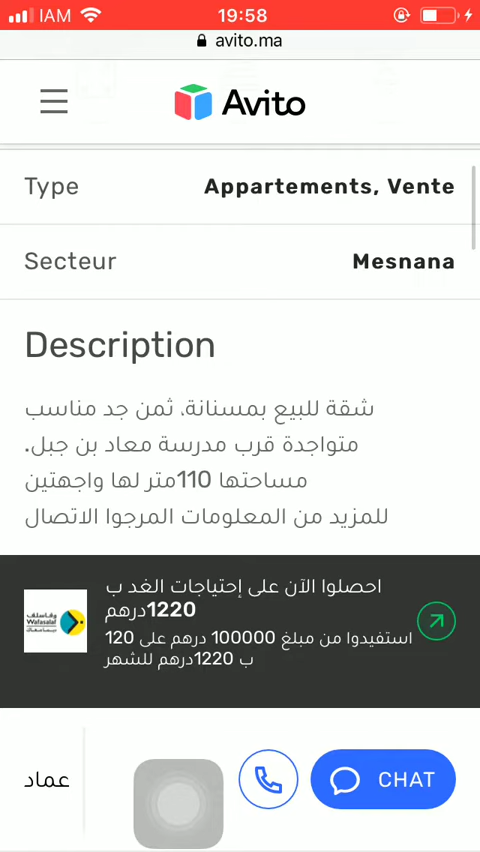 IAM
19:58
avito.ma
Avito
Type
Appartements, Vente
Secteur
Mesnana
Description
شقة للبيع بمسنانة، ثمن جد مناسب
متواجدة قرب مدرسة معاد بن جبل.
مساحتها 110متر لها واجهتين
للمزيد من المعلومات المرجوا الاتصال
احصلوا الآن على إحتياجات الغد ب
1220درهم
استفيدوا من مبلغ 100000 درهم على 120
ب 1220درهم للشهر
وفاسلف
Wafasalaf
عماد
CHAT